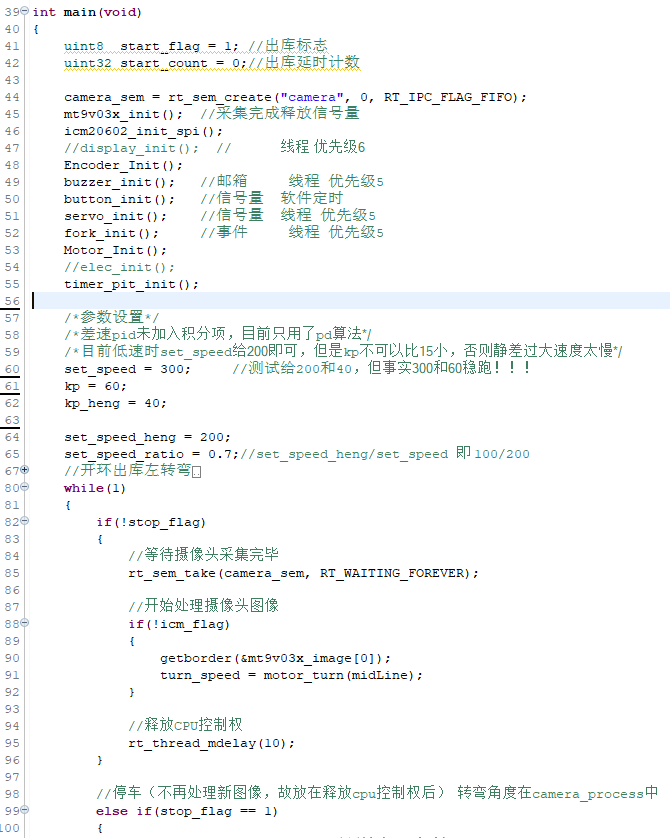 39 int main(void)
40 {
41     uint8  start_flag = 1; //出库标志
42     uint32 start_count = 0;//出库延时计数
43
44     camera_sem = rt_sem_create("camera", 0, RT_IPC_FLAG_FIFO);
45     mt9v03x_init();  //采集完成释放信号量
46     icm20602_init_spi();
47     //display_init();  //      线程 优先级6
48     Encoder_Init();
49     buzzer_init();   //邮箱     线程 优先级5
50     button_init();   //信号量  软件定时
51     servo_init();    //信号量  线程 优先级5
52     fork_init();     //事件     线程 优先级5
53     Motor_Init();
54     //elec_init();
55     timer_pit_init();
56
57     /*参数设置*/
58     /*差速pid未加入积分项，目前只用了pd算法*/
59     /*目前低速时set_speed给200即可，但是kp不可以比15小，否则静差过大速度太慢*/
60     set_speed = 300;     //测试给200和40，但事实300和60稳跑！！！
61     kp = 60;
62     kp_heng = 40;
63
64     set_speed_heng = 200;
65     set_speed_ratio = 0.7;//set_speed_heng/set_speed 即 100/200
67     //开环出库左转弯
80     while(1)
81     {
82         if(!stop_flag)
83         {
84             //等待摄像头采集完毕
85             rt_sem_take(camera_sem, RT_WAITING_FOREVER);
86
87             //开始处理摄像头图像
88             if(!icm_flag)
89             {
90                 getborder(&mt9v03x_image[0]);
91                 turn_speed = motor_turn(midLine);
92             }
93
94             //释放CPU控制权
95             rt_thread_mdelay(10);
96         }
97
98         //停车（不再处理新图像，故放在释放cpu控制权后） 转弯角度在camera_process中
99         else if(stop_flag == 1)
100         {